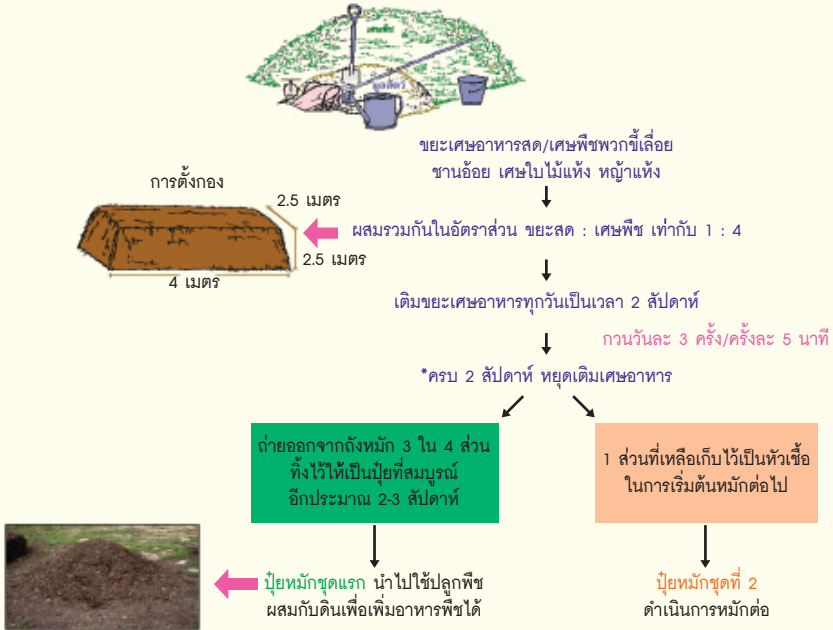 เศษพืช
มูลสัตว์
ขยะเศษอาหารสด/เศษพืชพวกขี้เลื่อย
ชานอ้อย เศษใบไม้แห้ง หญ้าแห้ง
การตั้งกอง
2.5 เมตร
2.5 เมตร
4 เมตร
ผสมรวมกันในอัตราส่วน ขยะสด : เศษพืช เท่ากับ 1 : 4
เติมขยะเศษอาหารทุกวันเป็นเวลา 2 สัปดาห์
กวนวันละ 3 ครั้ง/ครั้งละ 5 นาที
*ครบ 2 สัปดาห์ หยุดเติมเศษอาหาร
ถ่ายออกจากถังหมัก 3 ใน 4 ส่วน
ทิ้งไว้ให้เป็นปุ๋ยที่สมบูรณ์
อีกประมาณ 2-3 สัปดาห์
1 ส่วนที่เหลือเก็บไว้เป็นหัวเชื้อ
ในการเริ่มต้นหมักต่อไป
ปุ๋ยหมักชุดแรก นำไปใช้ปลูกพืช
ผสมกับดินเพื่อเพิ่มอาหารพืชได้
ปุ๋ยหมักชุดที่ 2
ดำเนินการหมักต่อ